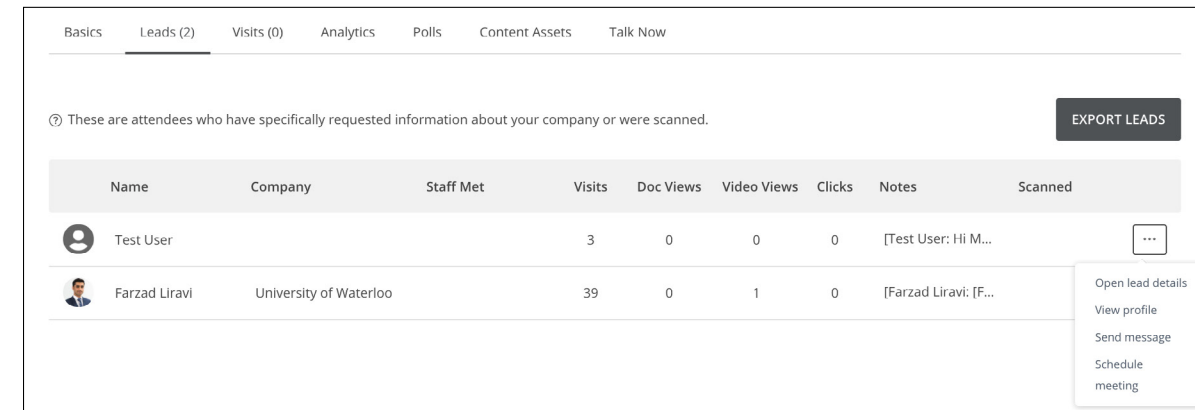 Basics Leads (2) Visits (0) Analytics Polls Content Assets Talk Now
These are attendees who have specifically requested information about your company or were scanned.
EXPORT LEADS
Name Company Staff Met Visits Doc Views Video Views Clicks Notes Scanned
Test User 3 0 0 0 [Test User: Hi M... ...
Farzad Liravi University of Waterloo 39 0 1 0 [Farzad Liravi: [F...
Open lead details
View profile
Send message
Schedule
meeting